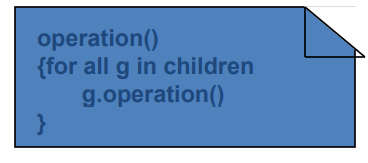 operation()
{for all g in children
g.operation()
}